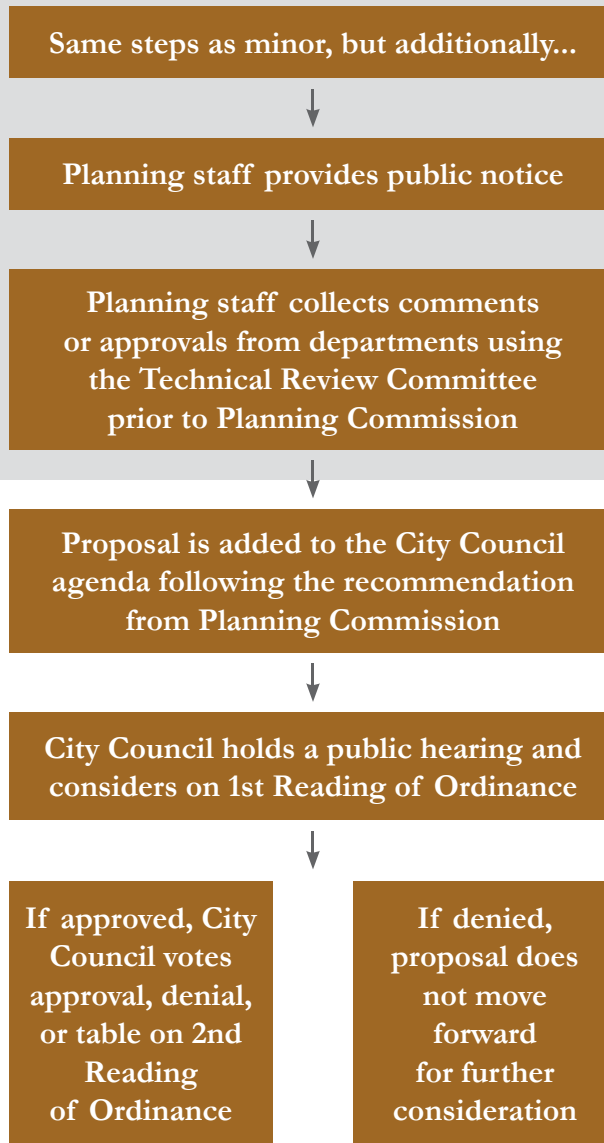 Same steps as minor, but additionally...
Planning staff provides public notice
Planning staff collects comments
or approvals from departments using
the Technical Review Committee
prior to Planning Commission
Proposal is added to the City Council
agenda following the recommendation
from Planning Commission
City Council holds a public hearing and
considers on 1st Reading of Ordinance
If approved, City
Council votes
approval, denial,
or table on 2nd
Reading
of Ordinance
If denied,
proposal does
not move
forward
for further
consideration